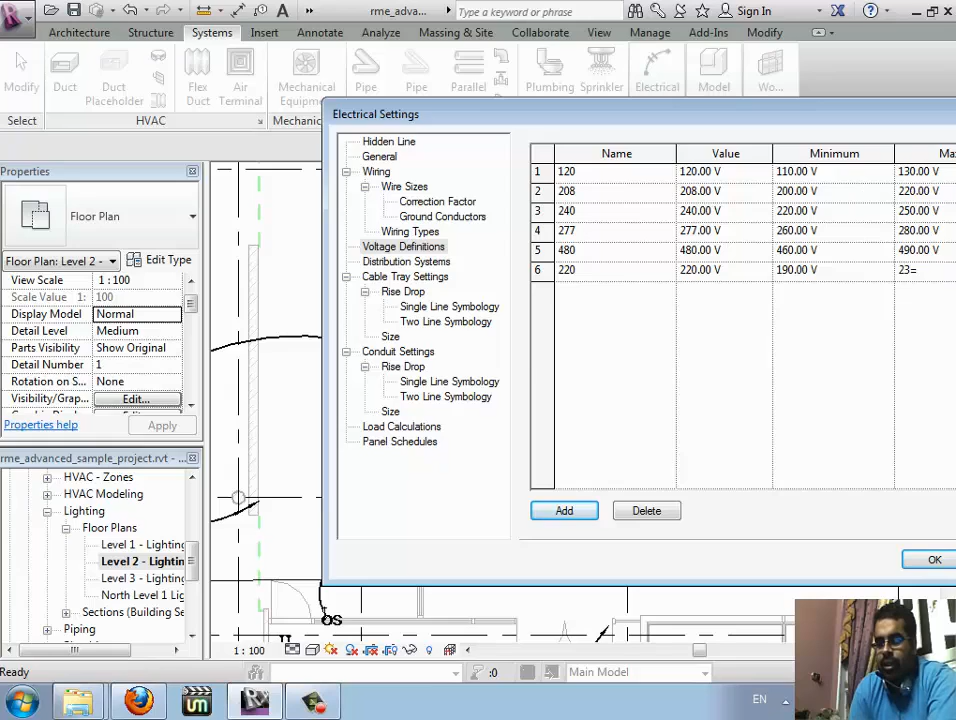 rme_adva...
Type a keyword or phrase
Sign In
Architecture Structure Systems Insert Annotate Analyze Massing & Site Collaborate View Manage Add-Ins Modify
Modify
Duct
Duct Placeholder
Flex Duct
Air Terminal
Mechanical Equipme
Pipe
Pipe
Parallel
Plumbing
Sprinkler
Electrical
Model
Wo...
Select
HVAC
Mechanic
Electrical Settings
Properties
Floor Plan
Floor Plan: Level 2 -
Edit Type
View Scale 1 : 100
Scale Value 1: 100
Display Model Normal
Detail Level Medium
Parts Visibility Show Original
Detail Number 1
Rotation on S... None
Visibility/Grap... Edit...
Properties help
Apply
rme_advanced_sample_project.rvt - ...
HVAC - Zones
HVAC Modeling
Lighting
Floor Plans
Level 1 - Lighting
Level 2 - Lightin
Level 3 - Lighting
North Level 1 Lig
Sections (Building Se
Piping
Hidden Line
General
Wiring
Wire Sizes
Correction Factor
Ground Conductors
Wiring Types
Voltage Definitions
Distribution Systems
Cable Tray Settings
Rise Drop
Single Line Symbology
Two Line Symbology
Size
Conduit Settings
Rise Drop
Single Line Symbology
Two Line Symbology
Size
Load Calculations
Panel Schedules
Name Value Minimum Max
1 120 120.00 V 110.00 V 130.00 V
2 208 208.00 V 200.00 V 220.00 V
3 240 240.00 V 220.00 V 250.00 V
4 277 277.00 V 260.00 V 280.00 V
5 480 480.00 V 460.00 V 490.00 V
6 220 220.00 V 190.00 V 23=
Add
Delete
OK
OS
1 : 100
Ready
:0
Main Model
um
EN